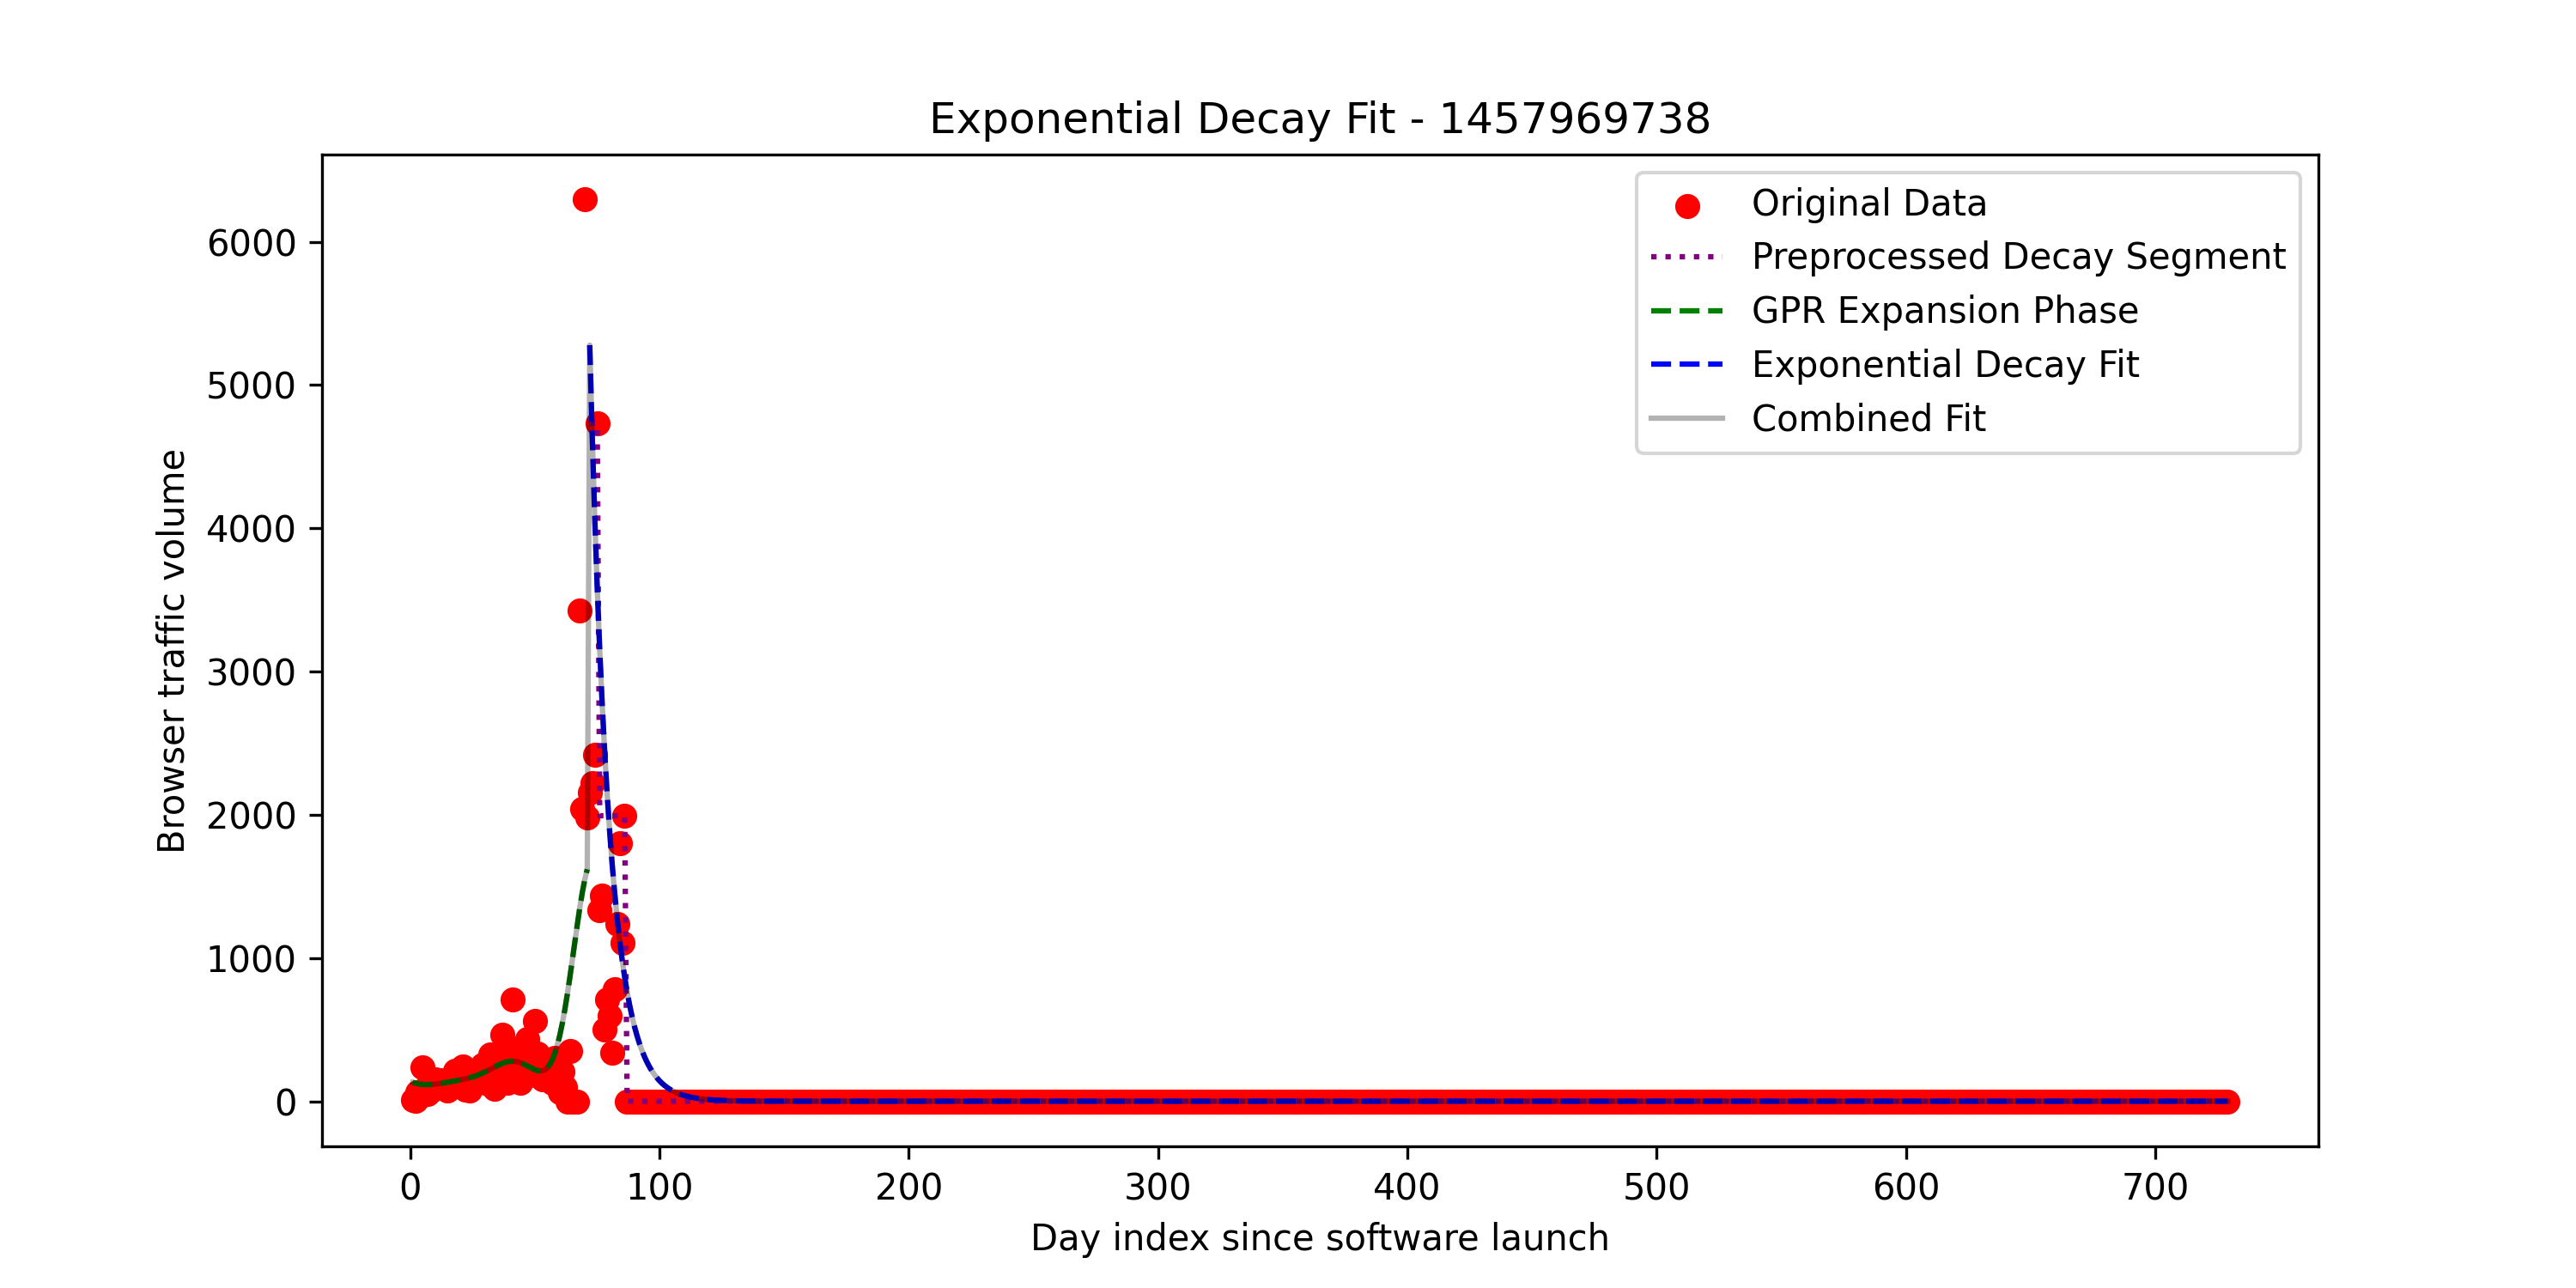 Exponential Decay Fit - 1457969738
Original Data
Preprocessed Decay Segment
GPR Expansion Phase
Exponential Decay Fit
Combined Fit
Browser traffic volume
6000
5000
4000
3000
2000
1000
0
0 100 200 300 400 500 600 700
Day index since software launch